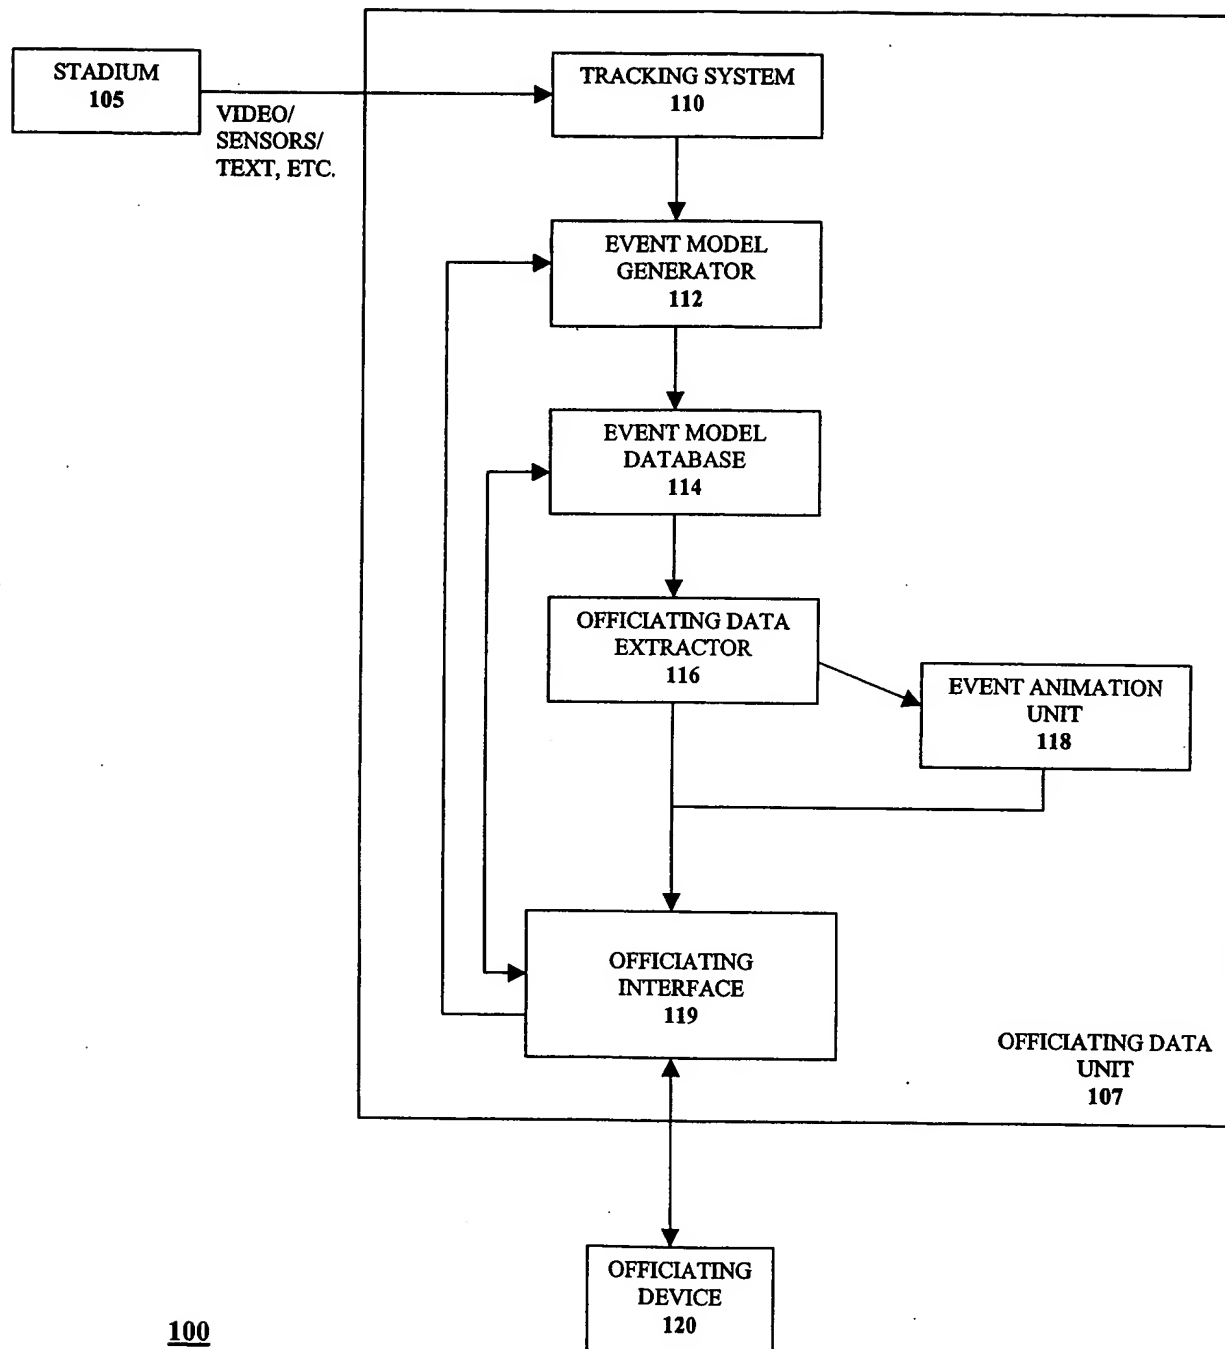 STADIUM
105
VIDEO/
SENSORS/
TEXT, ETC.
TRACKING SYSTEM
110
EVENT MODEL
GENERATOR
112
EVENT MODEL
DATABASE
114
OFFICIATING DATA
EXTRACTOR
116
EVENT ANIMATION
UNIT
118
OFFICIATING
INTERFACE
119
OFFICIATING DATA
UNIT
107
OFFICIATING
DEVICE
120
100